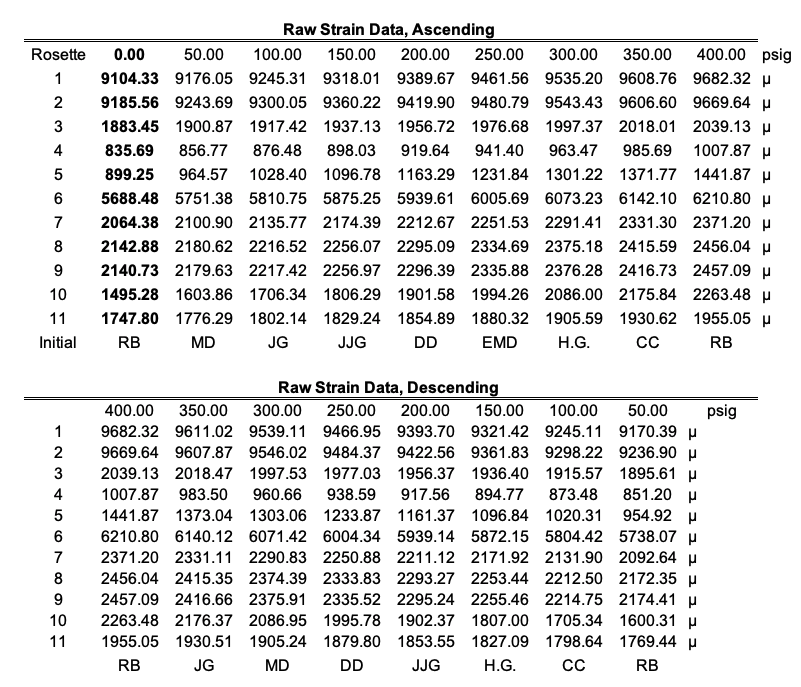 Raw Strain Data, Ascending
Rosette 0.00 50.00 100.00 150.00 200.00 250.00 300.00 350.00 400.00 psig
1 9104.33 9176.05 9245.31 9318.01 9389.67 9461.56 9535.20 9608.76 9682.32 μ
2 9185.56 9243.69 9300.05 9360.22 9419.90 9480.79 9543.43 9606.60 9669.64 μ
3 1883.45 1900.87 1917.42 1937.13 1956.72 1976.68 1997.37 2018.01 2039.13 μ
4 835.69 856.77 876.48 898.03 919.64 941.40 963.47 985.69 1007.87 μ
5 899.25 964.57 1028.40 1096.78 1163.29 1231.84 1301.22 1371.77 1441.87 μ
6 5688.48 5751.38 5810.75 5875.25 5939.61 6005.69 6073.23 6142.10 6210.80 μ
7 2064.38 2100.90 2135.77 2174.39 2212.67 2251.53 2291.41 2331.30 2371.20 μ
8 2142.88 2180.62 2216.52 2256.07 2295.09 2334.69 2375.18 2415.59 2456.04 μ
9 2140.73 2179.63 2217.42 2256.97 2296.39 2335.88 2376.28 2416.73 2457.09 μ
10 1495.28 1603.86 1706.34 1806.29 1901.58 1994.26 2086.00 2175.84 2263.48 μ
11 1747.80 1776.29 1802.14 1829.24 1854.89 1880.32 1905.59 1930.62 1955.05 μ
Initial RB MD JG JJG DD EMD H.G. CC RB
Raw Strain Data, Descending
400.00 350.00 300.00 250.00 200.00 150.00 100.00 50.00 psig
1 9682.32 9611.02 9539.11 9466.95 9393.70 9321.42 9245.11 9170.39 μ
2 9669.64 9607.87 9546.02 9484.37 9422.56 9361.83 9298.22 9236.90 μ
3 2039.13 2018.47 1997.53 1977.03 1956.37 1936.40 1915.57 1895.61 μ
4 1007.87 983.50 960.66 938.59 917.56 894.77 873.48 851.20 μ
5 1441.87 1373.04 1303.06 1233.87 1161.37 1096.84 1020.31 954.92 μ
6 6210.80 6140.12 6071.42 6004.34 5939.14 5872.15 5804.42 5738.07 μ
7 2371.20 2331.11 2290.83 2250.88 2211.12 2171.92 2131.90 2092.64 μ
8 2456.04 2415.35 2374.39 2333.83 2293.27 2253.44 2212.50 2172.35 μ
9 2457.09 2416.66 2375.91 2335.52 2295.24 2255.46 2214.75 2174.41 μ
10 2263.48 2176.37 2086.95 1995.78 1902.37 1807.00 1705.34 1600.31 μ
11 1955.05 1930.51 1905.24 1879.80 1853.55 1827.09 1798.64 1769.44 μ
RB JG MD DD JJG H.G. CC RB